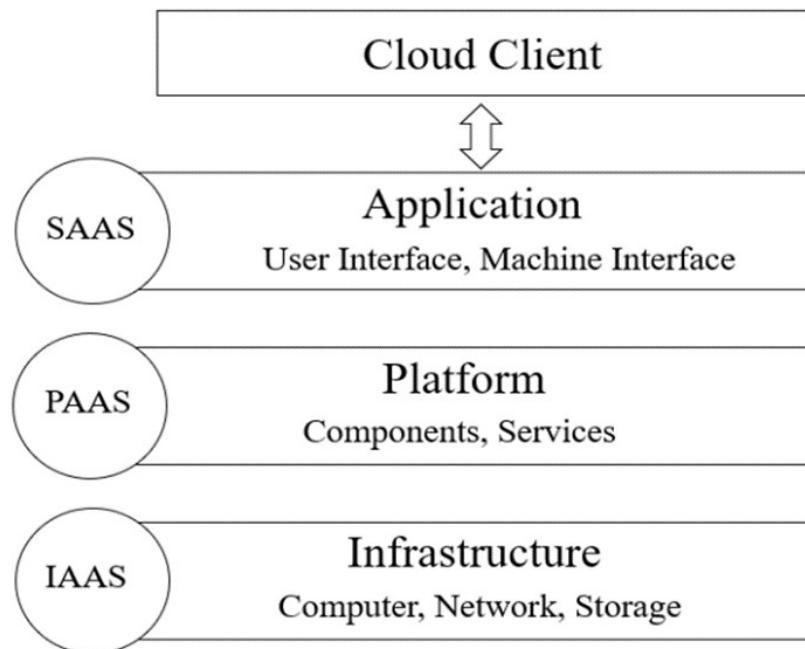 Cloud Client
SAAS
Application
User Interface, Machine Interface
PAAS
Platform
Components, Services
IAAS
Infrastructure
Computer, Network, Storage